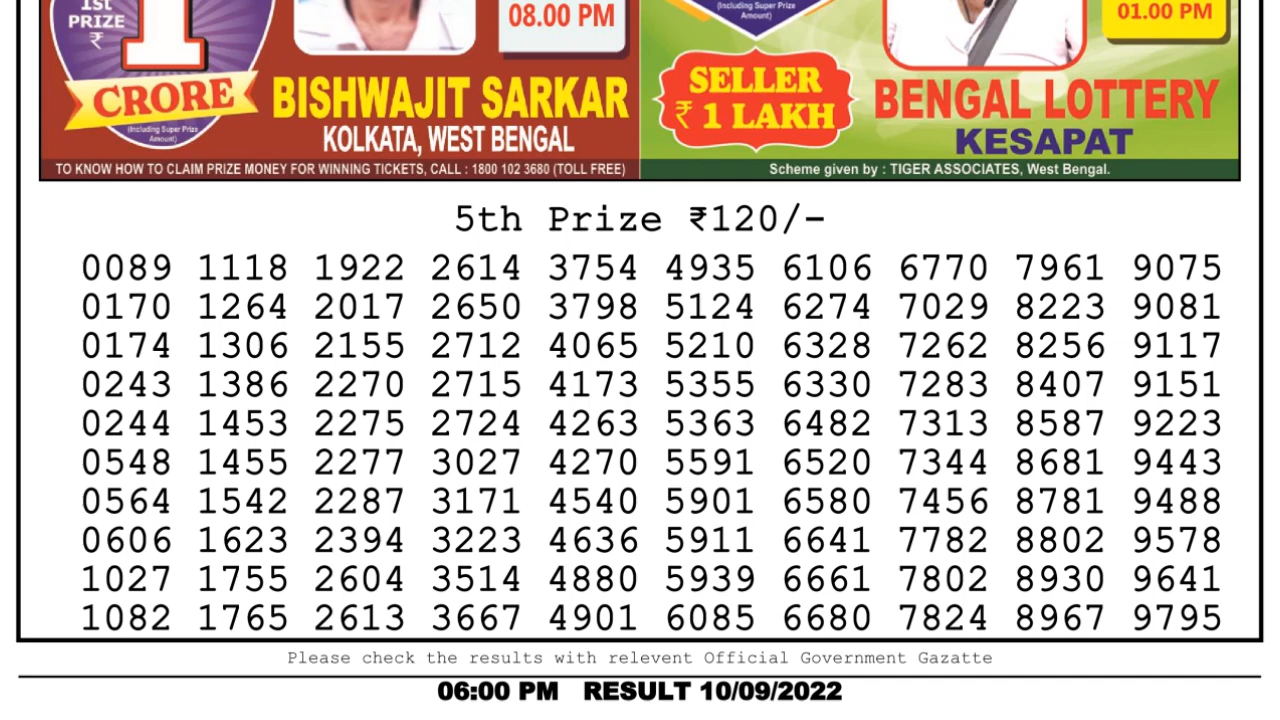 1st
PRIZE
₹
1
CRORE
(Including Super Prize
Amount)
08.00 PM
BISHWAJIT SARKAR
KOLKATA, WEST BENGAL
(Including Super Prize
Amount)
01.00 PM
SELLER
₹ 1 LAKH
BENGAL LOTTERY
KESAPAT
TO KNOW HOW TO CLAIM PRIZE MONEY FOR WINNING TICKETS, CALL : 1800 102 3680 (TOLL FREE)
Scheme given by : TIGER ASSOCIATES, West Bengal.
5th Prize ₹120/-
0089 1118 1922 2614 3754 4935 6106 6770 7961 9075
0170 1264 2017 2650 3798 5124 6274 7029 8223 9081
0174 1306 2155 2712 4065 5210 6328 7262 8256 9117
0243 1386 2270 2715 4173 5355 6330 7283 8407 9151
0244 1453 2275 2724 4263 5363 6482 7313 8587 9223
0548 1455 2277 3027 4270 5591 6520 7344 8681 9443
0564 1542 2287 3171 4540 5901 6580 7456 8781 9488
0606 1623 2394 3223 4636 5911 6641 7782 8802 9578
1027 1755 2604 3514 4880 5939 6661 7802 8930 9641
1082 1765 2613 3667 4901 6085 6680 7824 8967 9795
Please check the results with relevent Official Government Gazatte
06:00 PM RESULT 10/09/2022